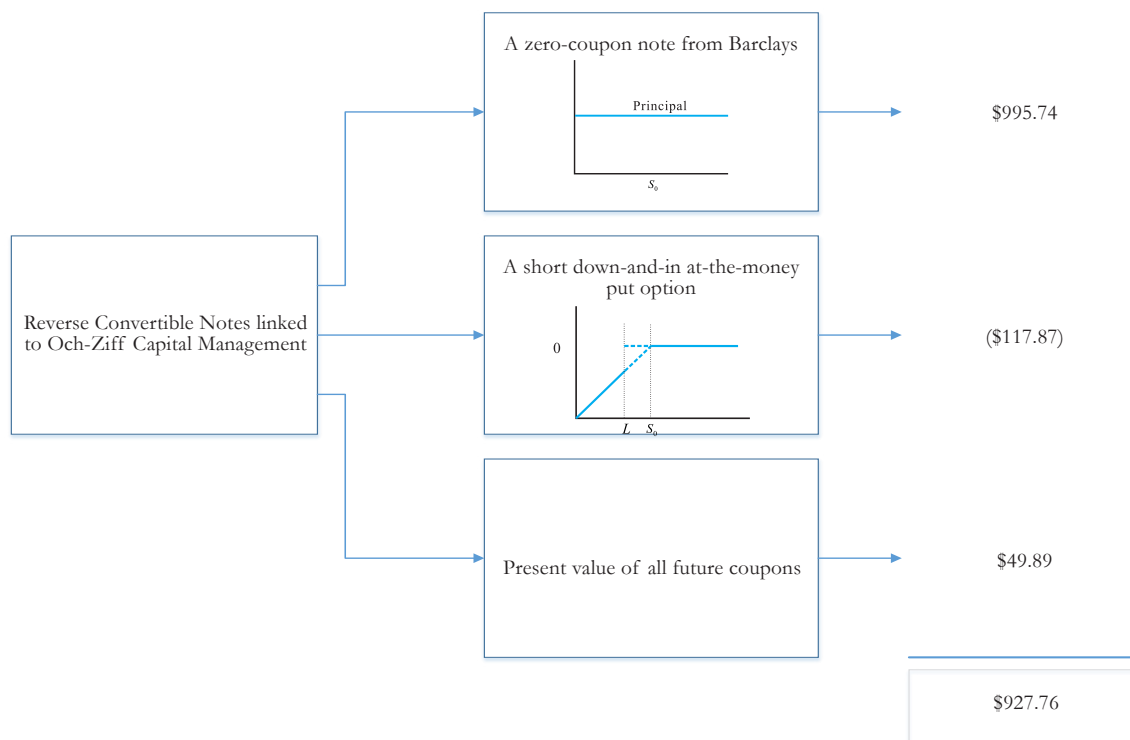 A zero-coupon note from Barclays
Principal
S₀
$995.74
Reverse Convertible Notes linked
to Och-Ziff Capital Management
A short down-and-in at-the-money
put option
0
L S₀
($117.87)
Present value of all future coupons
$49.89
$927.76